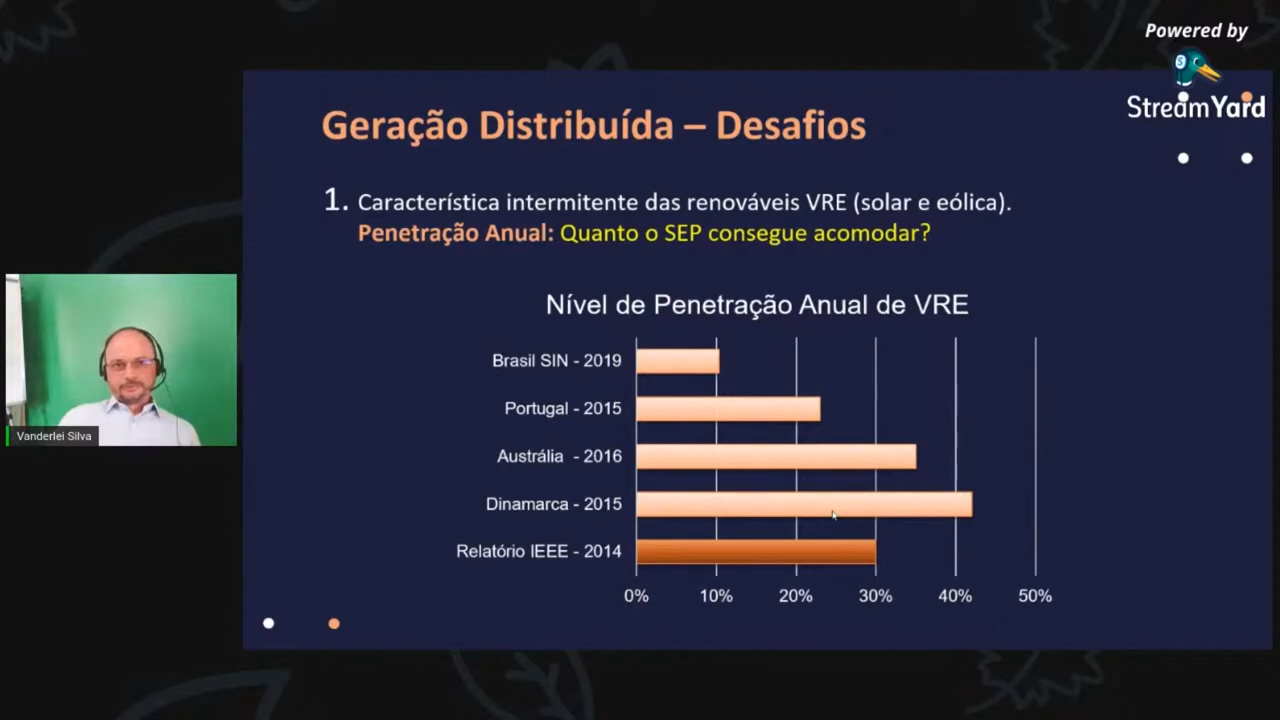 Powered by
StreamYard
Geração Distribuída – Desafios
1. Característica intermitente das renováveis VRE (solar e eólica).
Penetração Anual: Quanto o SEP consegue acomodar?
Nível de Penetração Anual de VRE
Brasil SIN - 2019
Portugal - 2015
Austrália - 2016
Dinamarca - 2015
Relatório IEEE - 2014
0% 10% 20% 30% 40% 50%
Vanderlei Silva